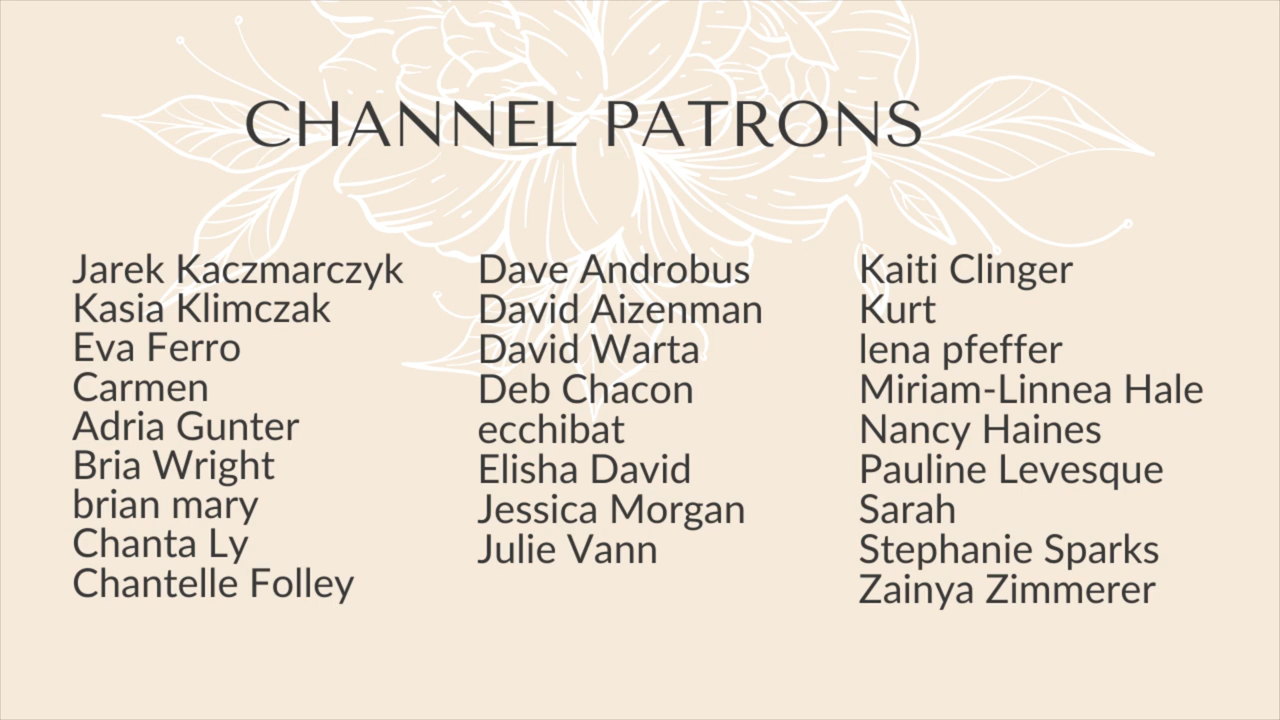 CHANNEL PATRONS
Jarek Kaczmarczyk
Kasia Klimczak
Eva Ferro
Carmen
Adria Gunter
Bria Wright
brian mary
Chanta Ly
Chantelle Folley
Dave Androbus
David Aizenman
David Warta
Deb Chacon
ecchibat
Elisha David
Jessica Morgan
Julie Vann
Kaiti Clinger
Kurt
lena pfeffer
Miriam-Linnea Hale
Nancy Haines
Pauline Levesque
Sarah
Stephanie Sparks
Zainya Zimmerer